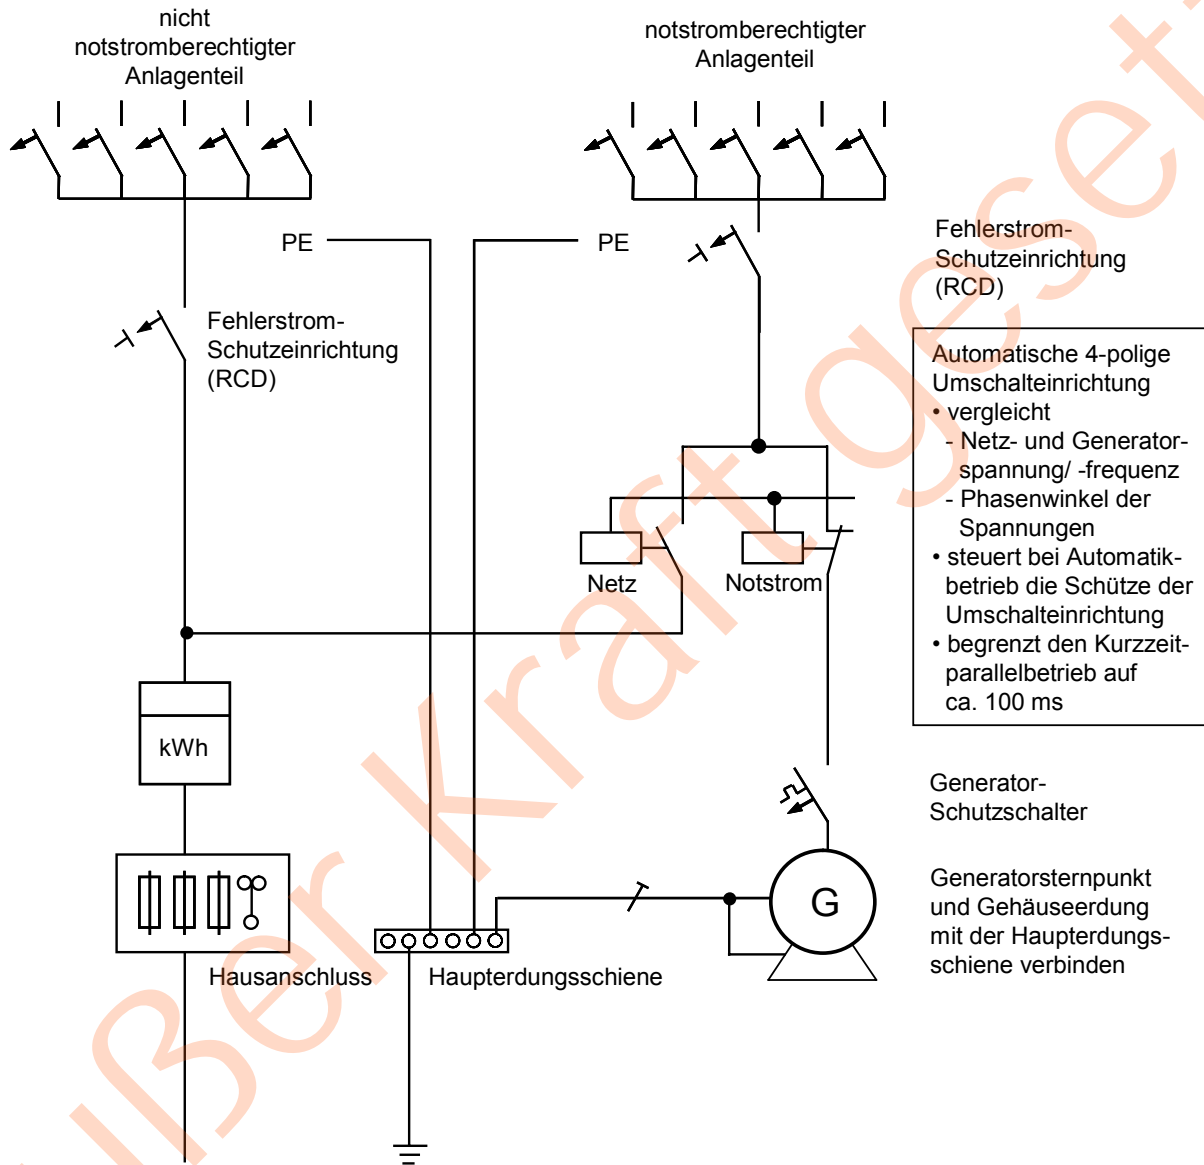 nicht
notstromberechtigter
Anlagenteil
notstromberechtigter
Anlagenteil
PE
PE
Fehlerstrom-
Schutzeinrichtung
(RCD)
Fehlerstrom-
Schutzeinrichtung
(RCD)
Automatische 4-polige
Umschalteinrichtung
• vergleicht
- Netz- und Generator-
spannung/ -frequenz
- Phasenwinkel der
Spannungen
• steuert bei Automatik-
betrieb die Schütze der
Umschalteinrichtung
• begrenzt den Kurzzeit-
parallelbetrieb auf
ca. 100 ms
Netz
Notstrom
kWh
Generator-
Schutzschalter
G
Generatorsternpunkt
und Gehäuseerdung
mit der Haupterdungs-
schiene verbinden
Hausanschluss
Haupterdungsschiene
außer Kraft gesetzt